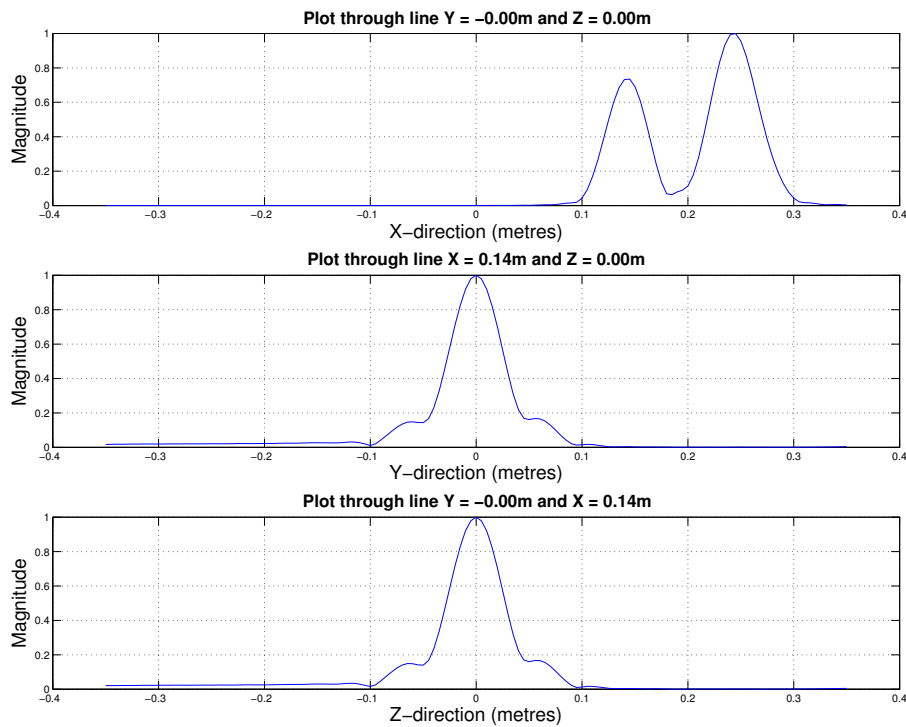 Plot through line Y = −0.00m and Z = 0.00m
Magnitude
1
0.8
0.6
0.4
0.2
0
−0.4 −0.3 −0.2 −0.1 0 0.1 0.2 0.3 0.4
X−direction (metres)
Plot through line X = 0.14m and Z = 0.00m
Magnitude
1
0.8
0.6
0.4
0.2
0
−0.4 −0.3 −0.2 −0.1 0 0.1 0.2 0.3 0.4
Y−direction (metres)
Plot through line Y = −0.00m and X = 0.14m
Magnitude
1
0.8
0.6
0.4
0.2
0
−0.4 −0.3 −0.2 −0.1 0 0.1 0.2 0.3 0.4
Z−direction (metres)